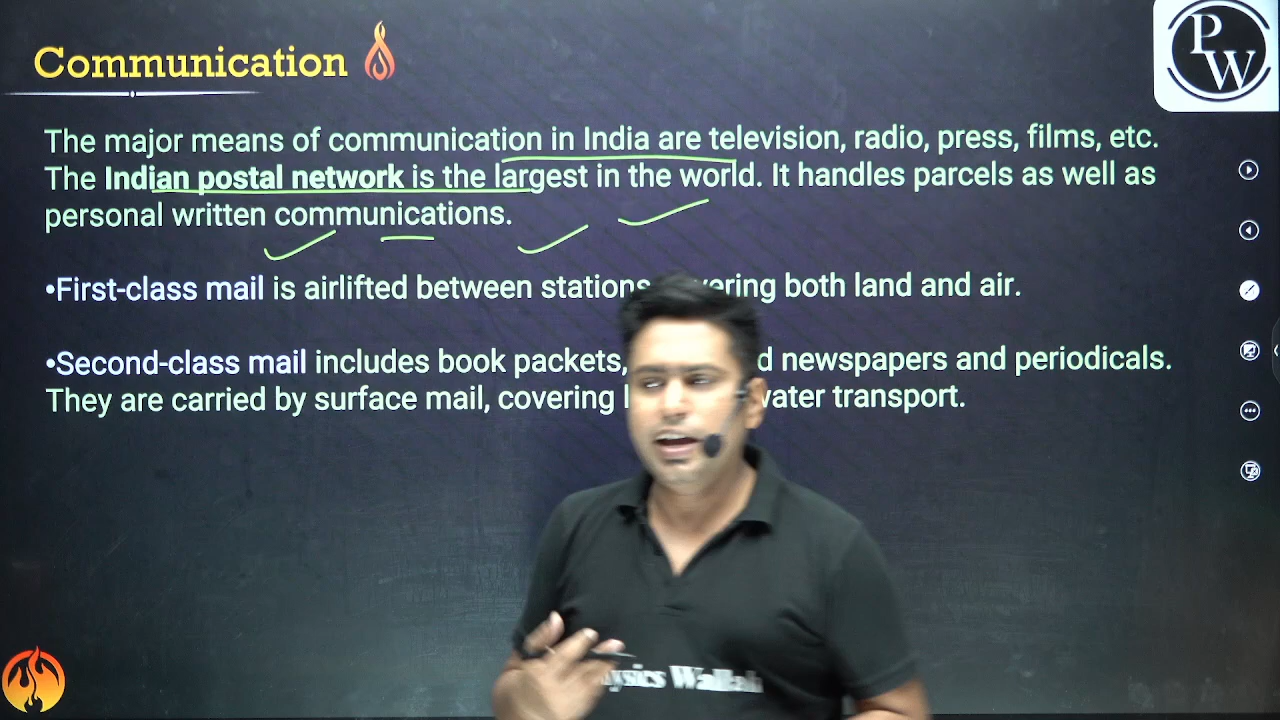 Communication
P
W
The major means of communication in India are television, radio, press, films, etc.
The Indian postal network is the largest in the world. It handles parcels as well as
personal written communications.
•First-class mail is airlifted between stations covering both land and air.
•Second-class mail includes book packets, newspapers and periodicals.
They are carried by surface mail, covering water transport.
Physics Wallah